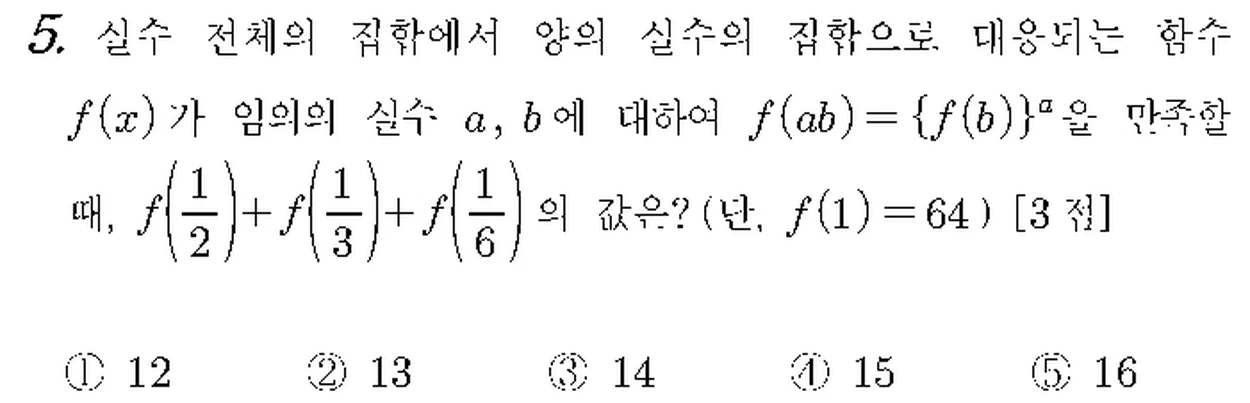 5. 실수 전체의 집합에서 양의 실수의 집합으로 대응되는 함수
f(x)가 임의의 실수 a, b에 대하여 f(ab)={f(b)}^a을 만족할
때, f(1/2)+f(1/3)+f(1/6)의 값은? (단, f(1)=64) [3 점]
① 12 ② 13 ③ 14 ④ 15 ⑤ 16